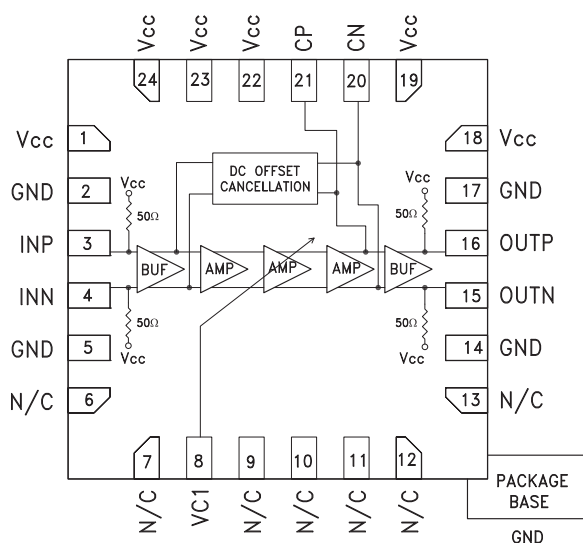 Vcc Vcc Vcc CP CN Vcc
24 23 22 21 20 19
Vcc 1
18 Vcc
GND 2
17 GND
INP 3
16 OUTP
INN 4
15 OUTN
GND 5
14 GND
N/C 6
13 N/C
DC OFFSET
CANCELLATION
Vcc
50Ω
Vcc
50Ω
BUF AMP AMP AMP BUF
50Ω
Vcc
50Ω
Vcc
7 8 9 10 11 12
N/C VC1 N/C N/C N/C N/C
PACKAGE
BASE
GND